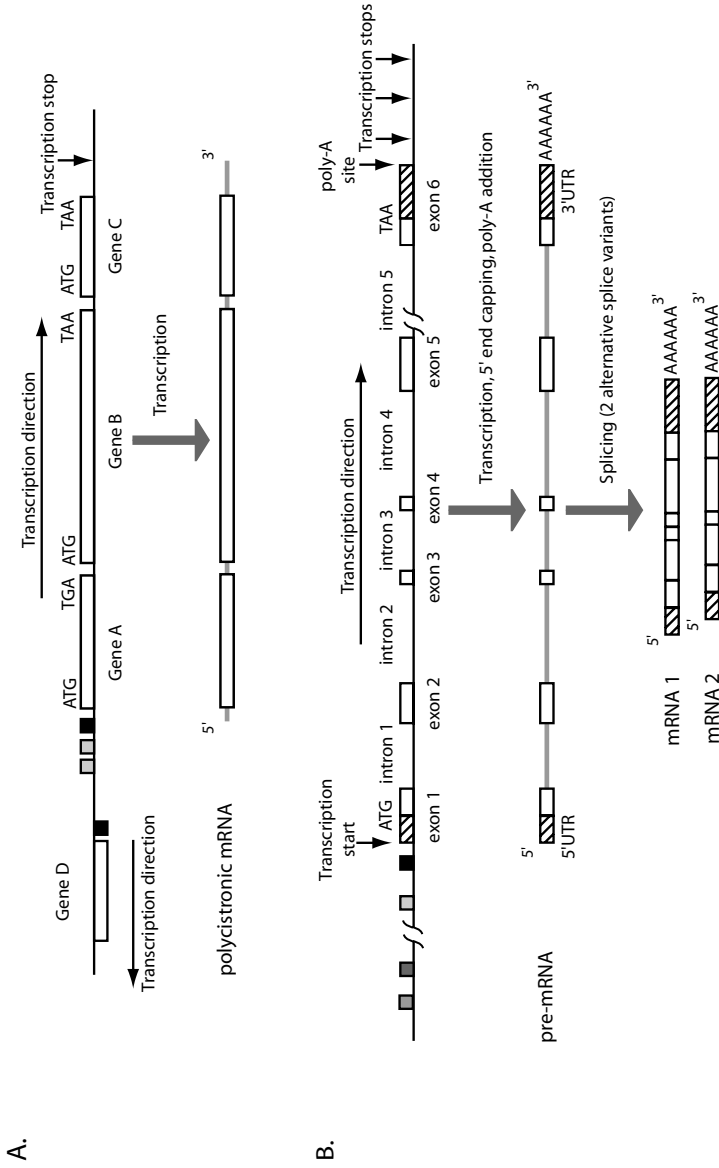 A.
Transcription direction
Transcription stop
Gene D
ATG
TGA
ATG
TAA
ATG
TAA
Gene A
Gene B
Gene C
Transcription direction
Transcription
5'
3'
polycistronic mRNA
B.
Transcription
start
Transcription direction
poly-A
site
Transcription stops
ATG
intron 1
intron 2
intron 3
intron 4
intron 5
TAA
exon 1
exon 2
exon 3
exon 4
exon 5
exon 6
Transcription, 5' end capping, poly-A addition
pre-mRNA
5'
AAAAAA
3'
5'UTR
3'UTR
Splicing (2 alternative splice variants)
mRNA 1
5'
AAAAAA
3'
mRNA 2
5'
AAAAAA
3'